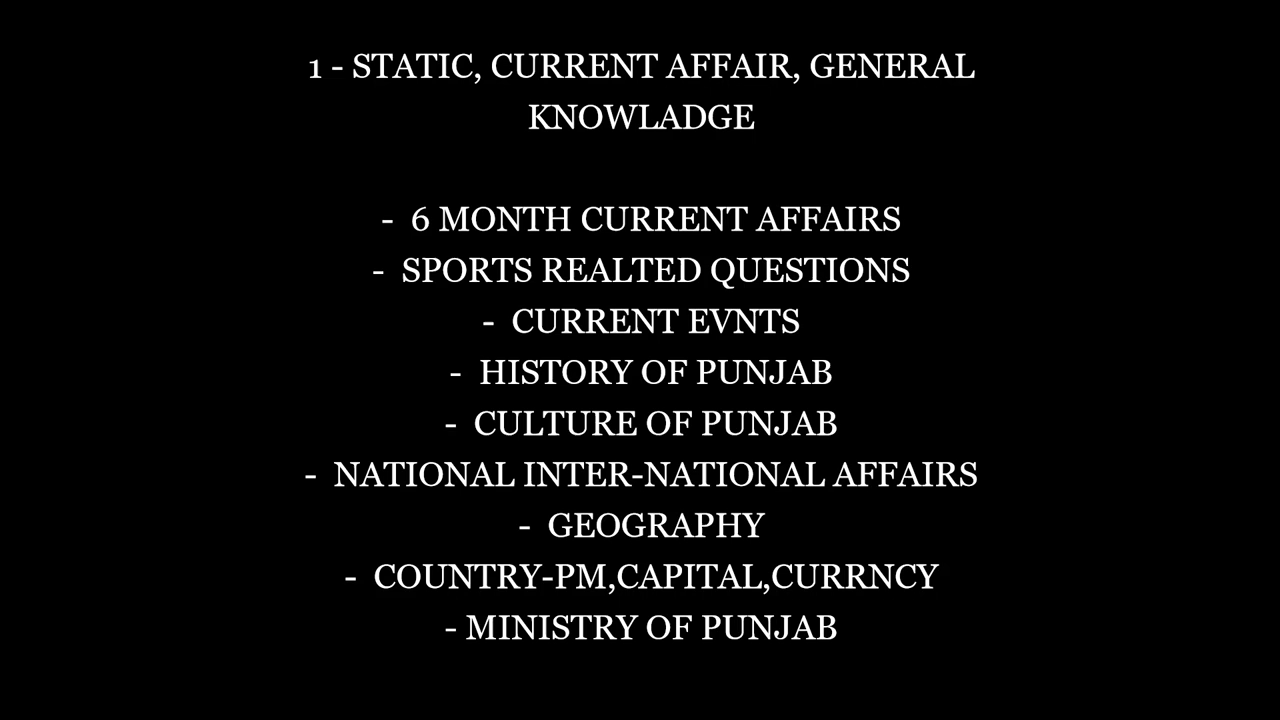 1 - STATIC, CURRENT AFFAIR, GENERAL
KNOWLADGE
- 6 MONTH CURRENT AFFAIRS
- SPORTS REALTED QUESTIONS
- CURRENT EVNTS
- HISTORY OF PUNJAB
- CULTURE OF PUNJAB
- NATIONAL INTER-NATIONAL AFFAIRS
- GEOGRAPHY
- COUNTRY-PM,CAPITAL,CURRNCY
- MINISTRY OF PUNJAB